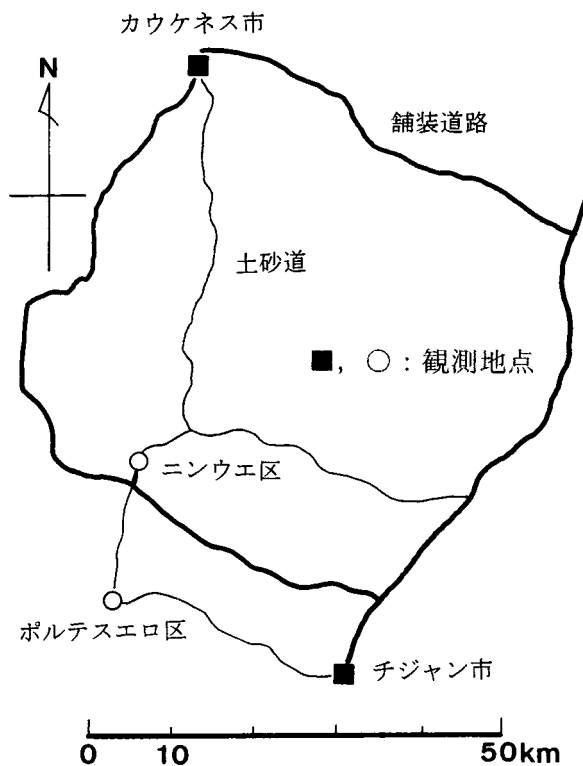 カウケネス市
N
舗装道路
土砂道
■, ○:観測地点
ニンウエ区
ポルテスエロ区
チジャン市
0 10 50km